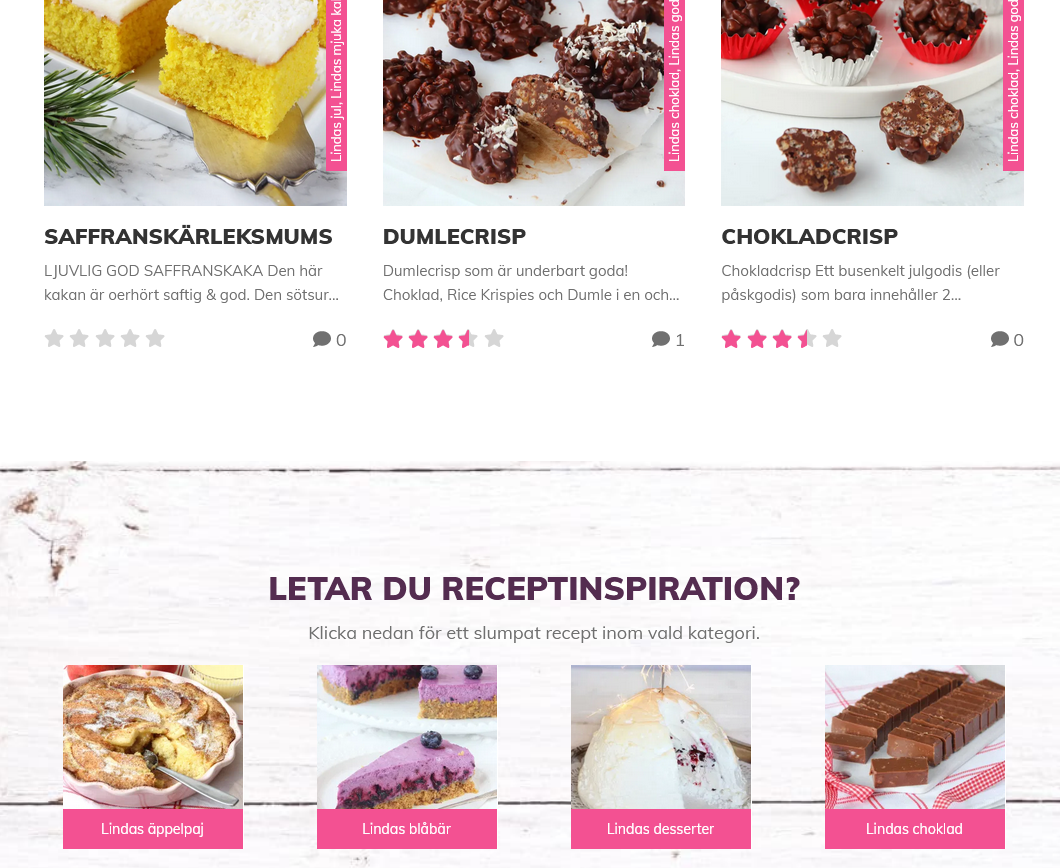 Lindas jul, Lindas mjuka
Lindas choklad, Lindas
Lindas choklad, Lindas
SAFFRANSKÄRLEKSMUMS
DUMLECRISP
CHOKLADCRISP
LJUVLIG GOD SAFFRANSKAKA Den här
kakan är oerhört saftig & god. Den sötsur...
Dumlecrisp som är underbart goda!
Choklad, Rice Krispies och Dumle i en och...
Chokladcrisp Ett busenkelt julgodis (eller
påskgodis) som bara innehåller 2...
0
1
0
LETAR DU RECEPTINSPIRATION?
Klicka nedan för ett slumpat recept inom vald kategori.
Lindas äppelpaj
Lindas blåbär
Lindas desserter
Lindas choklad